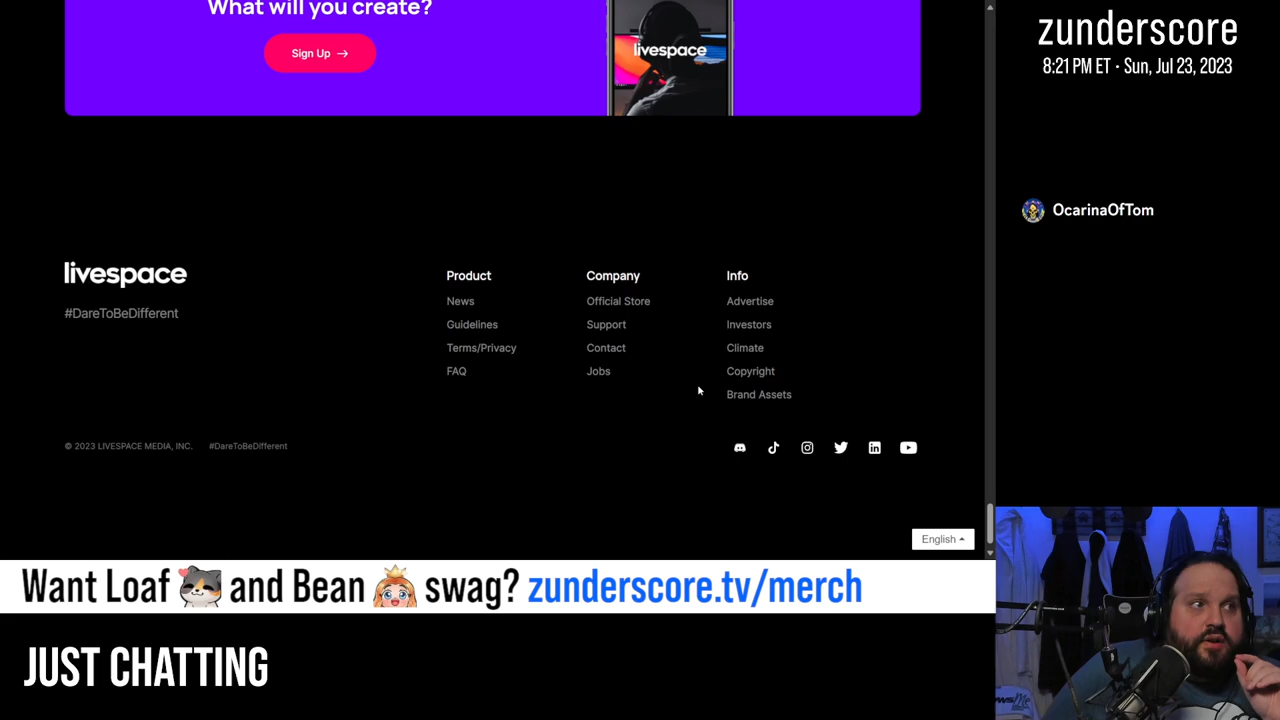 What will you create?
Sign Up →
livespace
zunderscore
8:21 PM ET · Sun, Jul 23, 2023
OcarinaOfTom
livespace
#DareToBeDifferent
Product
News
Guidelines
Terms/Privacy
FAQ
Company
Official Store
Support
Contact
Jobs
Info
Advertise
Investors
Climate
Copyright
Brand Assets
© 2023 LIVESPACE MEDIA, INC. #DareToBeDifferent
English
Want Loaf and Bean swag? zunderscore.tv/merch
JUST CHATTING